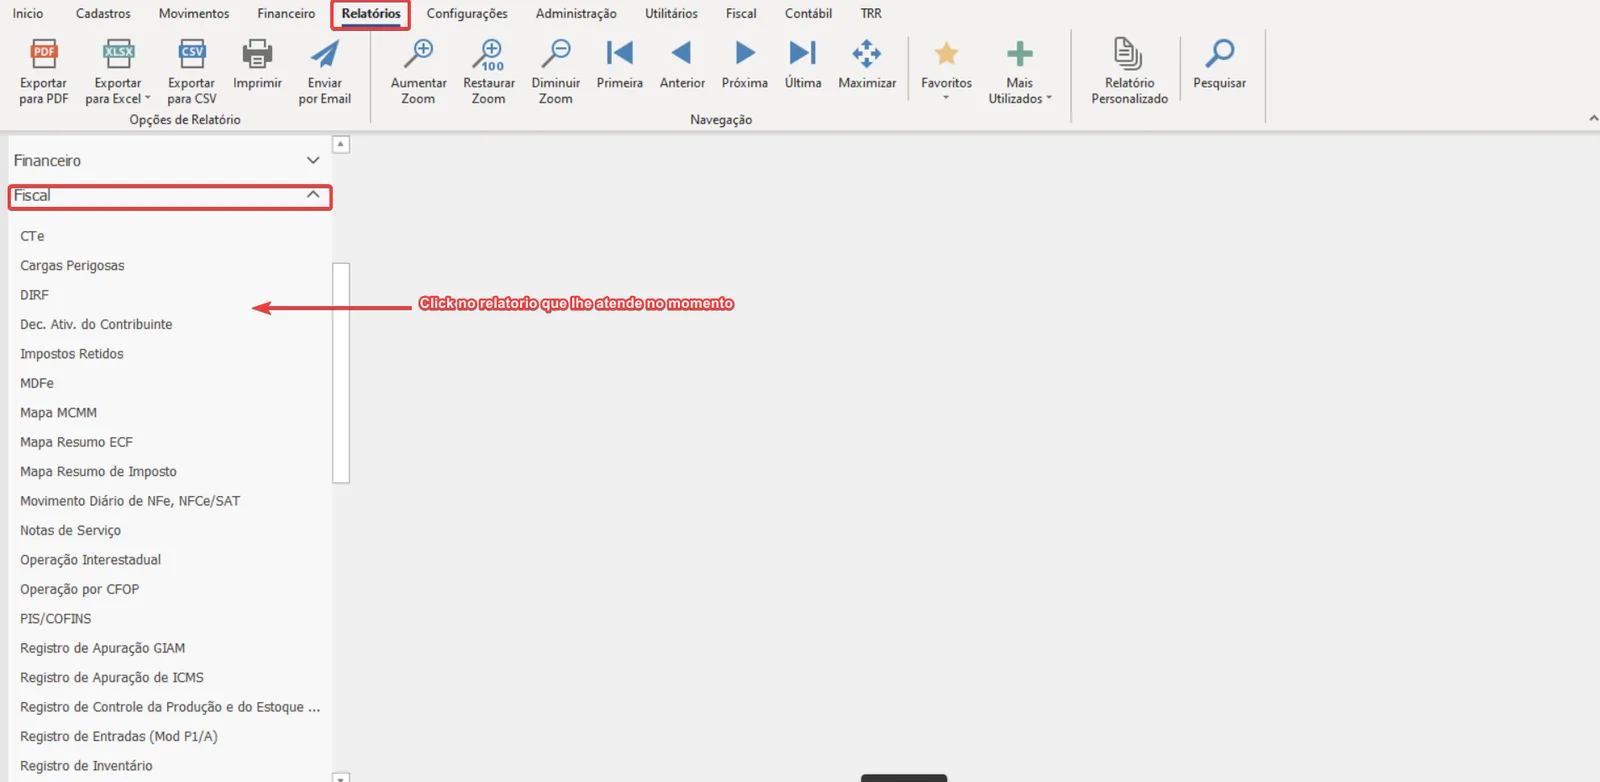 Inicio Cadastros Movimentos Financeiro Relatórios Configurações Administração Utilitários Fiscal Contábil TRR
PDF XLSX CSV 100
Exportar para PDF
Exportar para Excel
Exportar para CSV
Imprimir
Enviar por Email
Aumentar Zoom
Restaurar Zoom
Diminuir Zoom
Primeira
Anterior
Próxima
Última
Maximizar
Favoritos
Mais Utilizados
Relatório Personalizado
Pesquisar
Opções de Relatório
Navegação
Financeiro
Fiscal
CTe
Cargas Perigosas
DIRF
Click no relatorio que lhe atende no momento
Dec. Ativ. do Contribuinte
Impostos Retidos
MDFe
Mapa MCMM
Mapa Resumo ECF
Mapa Resumo de Imposto
Movimento Diário de NFe, NFCe/SAT
Notas de Serviço
Operação Interestadual
Operação por CFOP
PIS/COFINS
Registro de Apuração GIAM
Registro de Apuração de ICMS
Registro de Controle da Produção e do Estoque ...
Registro de Entradas (Mod P1/A)
Registro de Inventário